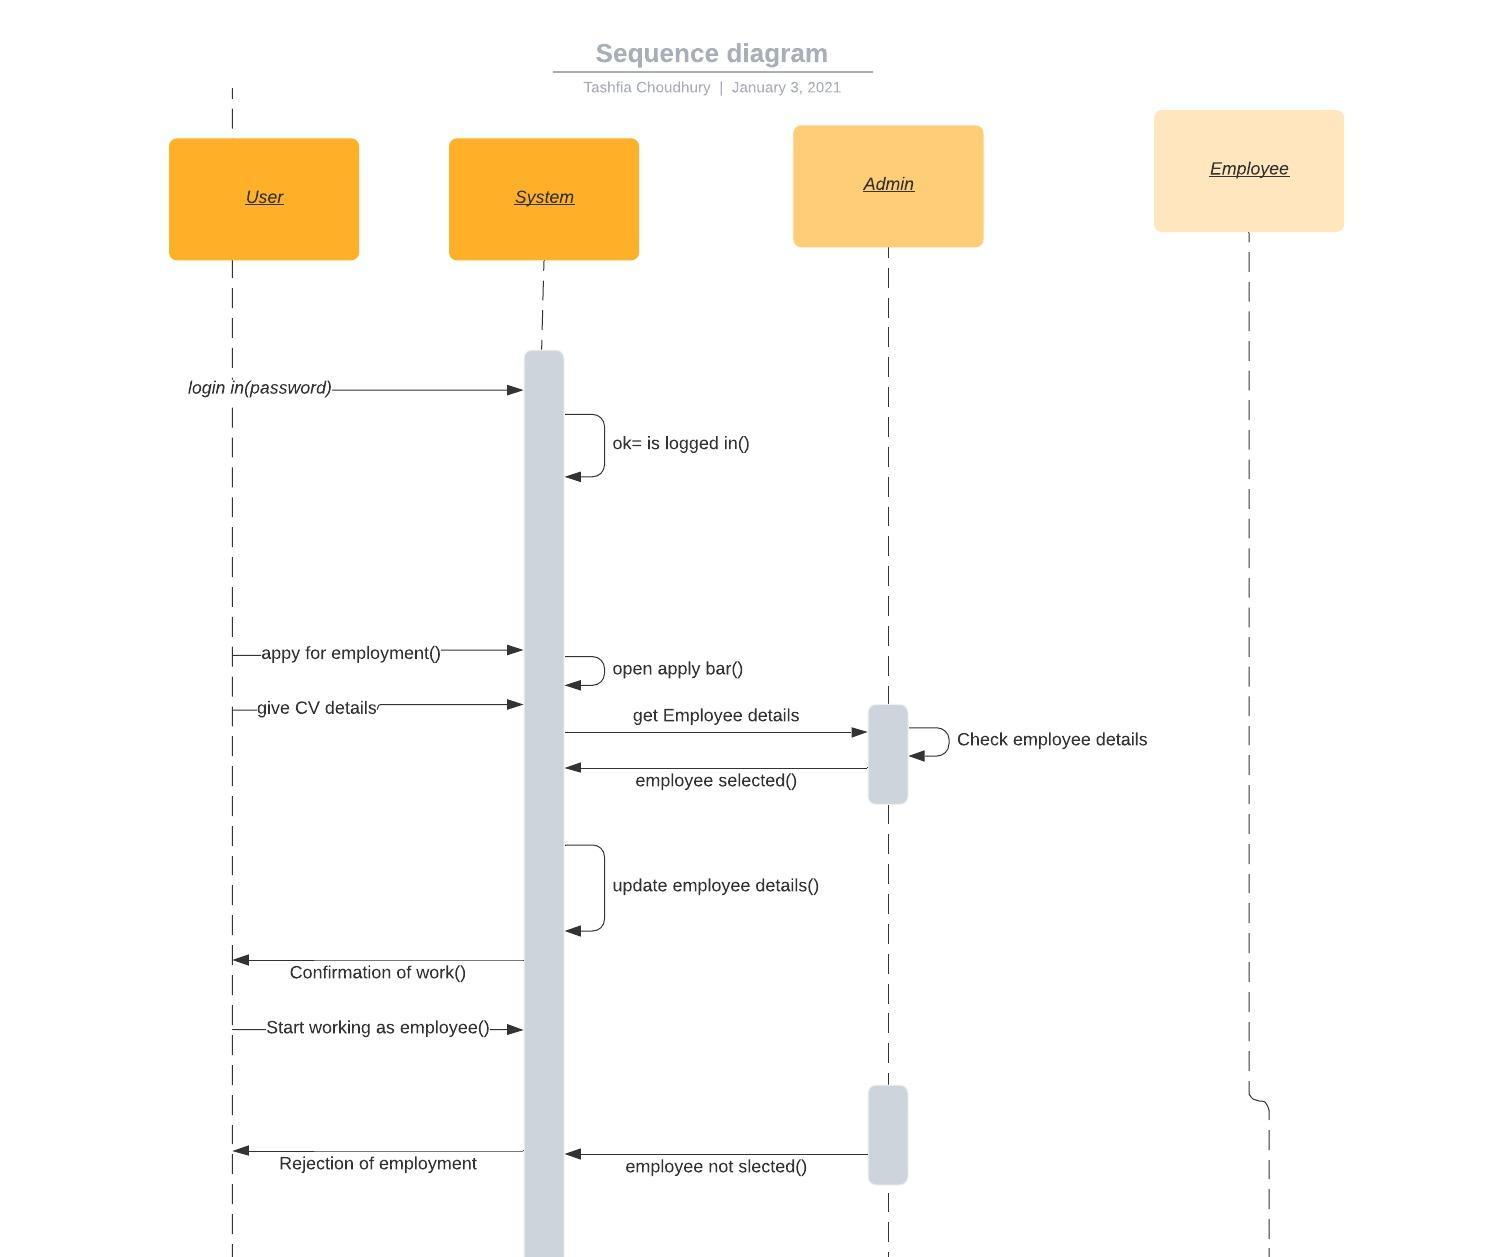 Sequence diagram
Tashfia Choudhury | January 3, 2021
User
System
Admin
Employee
login in(password)
ok= is logged in()
appy for employment()
open apply bar()
give CV details
get Employee details
Check employee details
employee selected()
update employee details()
Confirmation of work()
Start working as employee()
Rejection of employment
employee not slected()